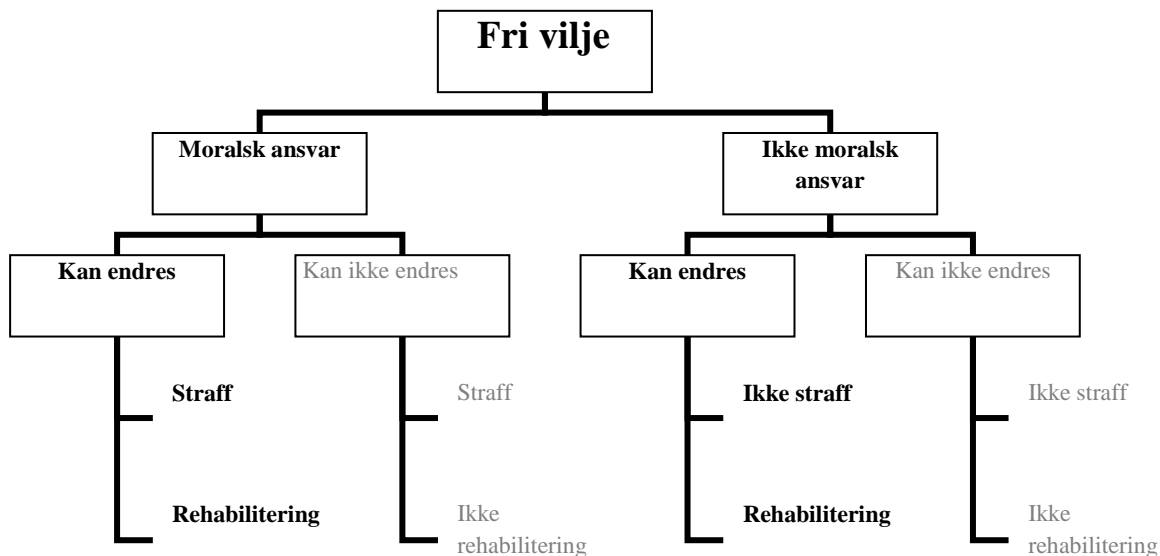 Fri vilje
Moralsk ansvar
Ikke moralsk
ansvar
Kan endres
Kan ikke endres
Kan endres
Kan ikke endres
Straff
Straff
Ikke straff
Ikke straff
Rehabilitering
Ikke
rehabilitering
Rehabilitering
Ikke
rehabilitering